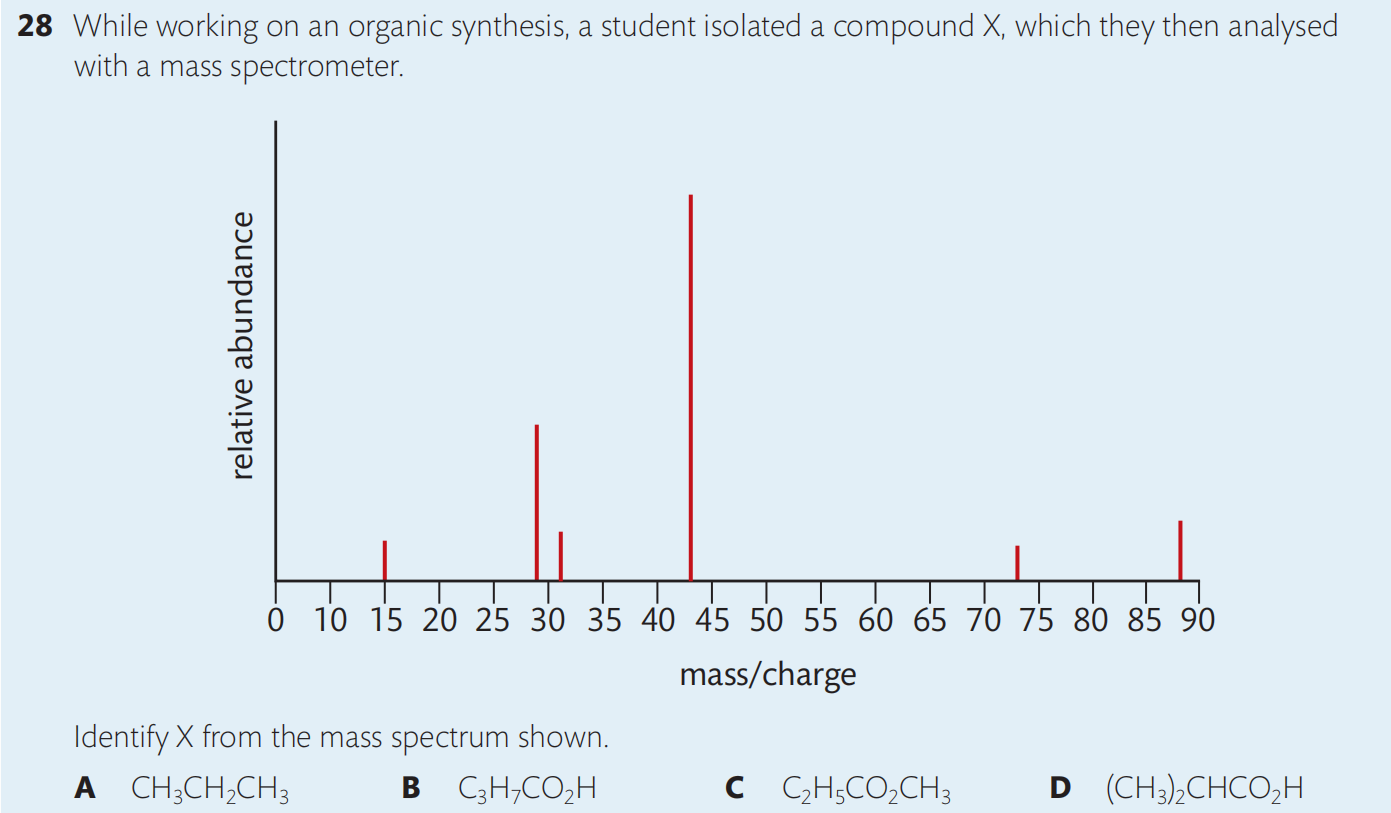 28 While working on an organic synthesis, a student isolated a compound X, which they then analysed
with a mass spectrometer.
relative abundance
0 10 15 20 25 30 35 40 45 50 55 60 65 70 75 80 85 90
mass/charge
Identify X from the mass spectrum shown.
A CH₃CH₂CH₃ B C₃H₇CO₂H C C₂H₅CO₂CH₃ D (CH₃)₂CHCO₂H